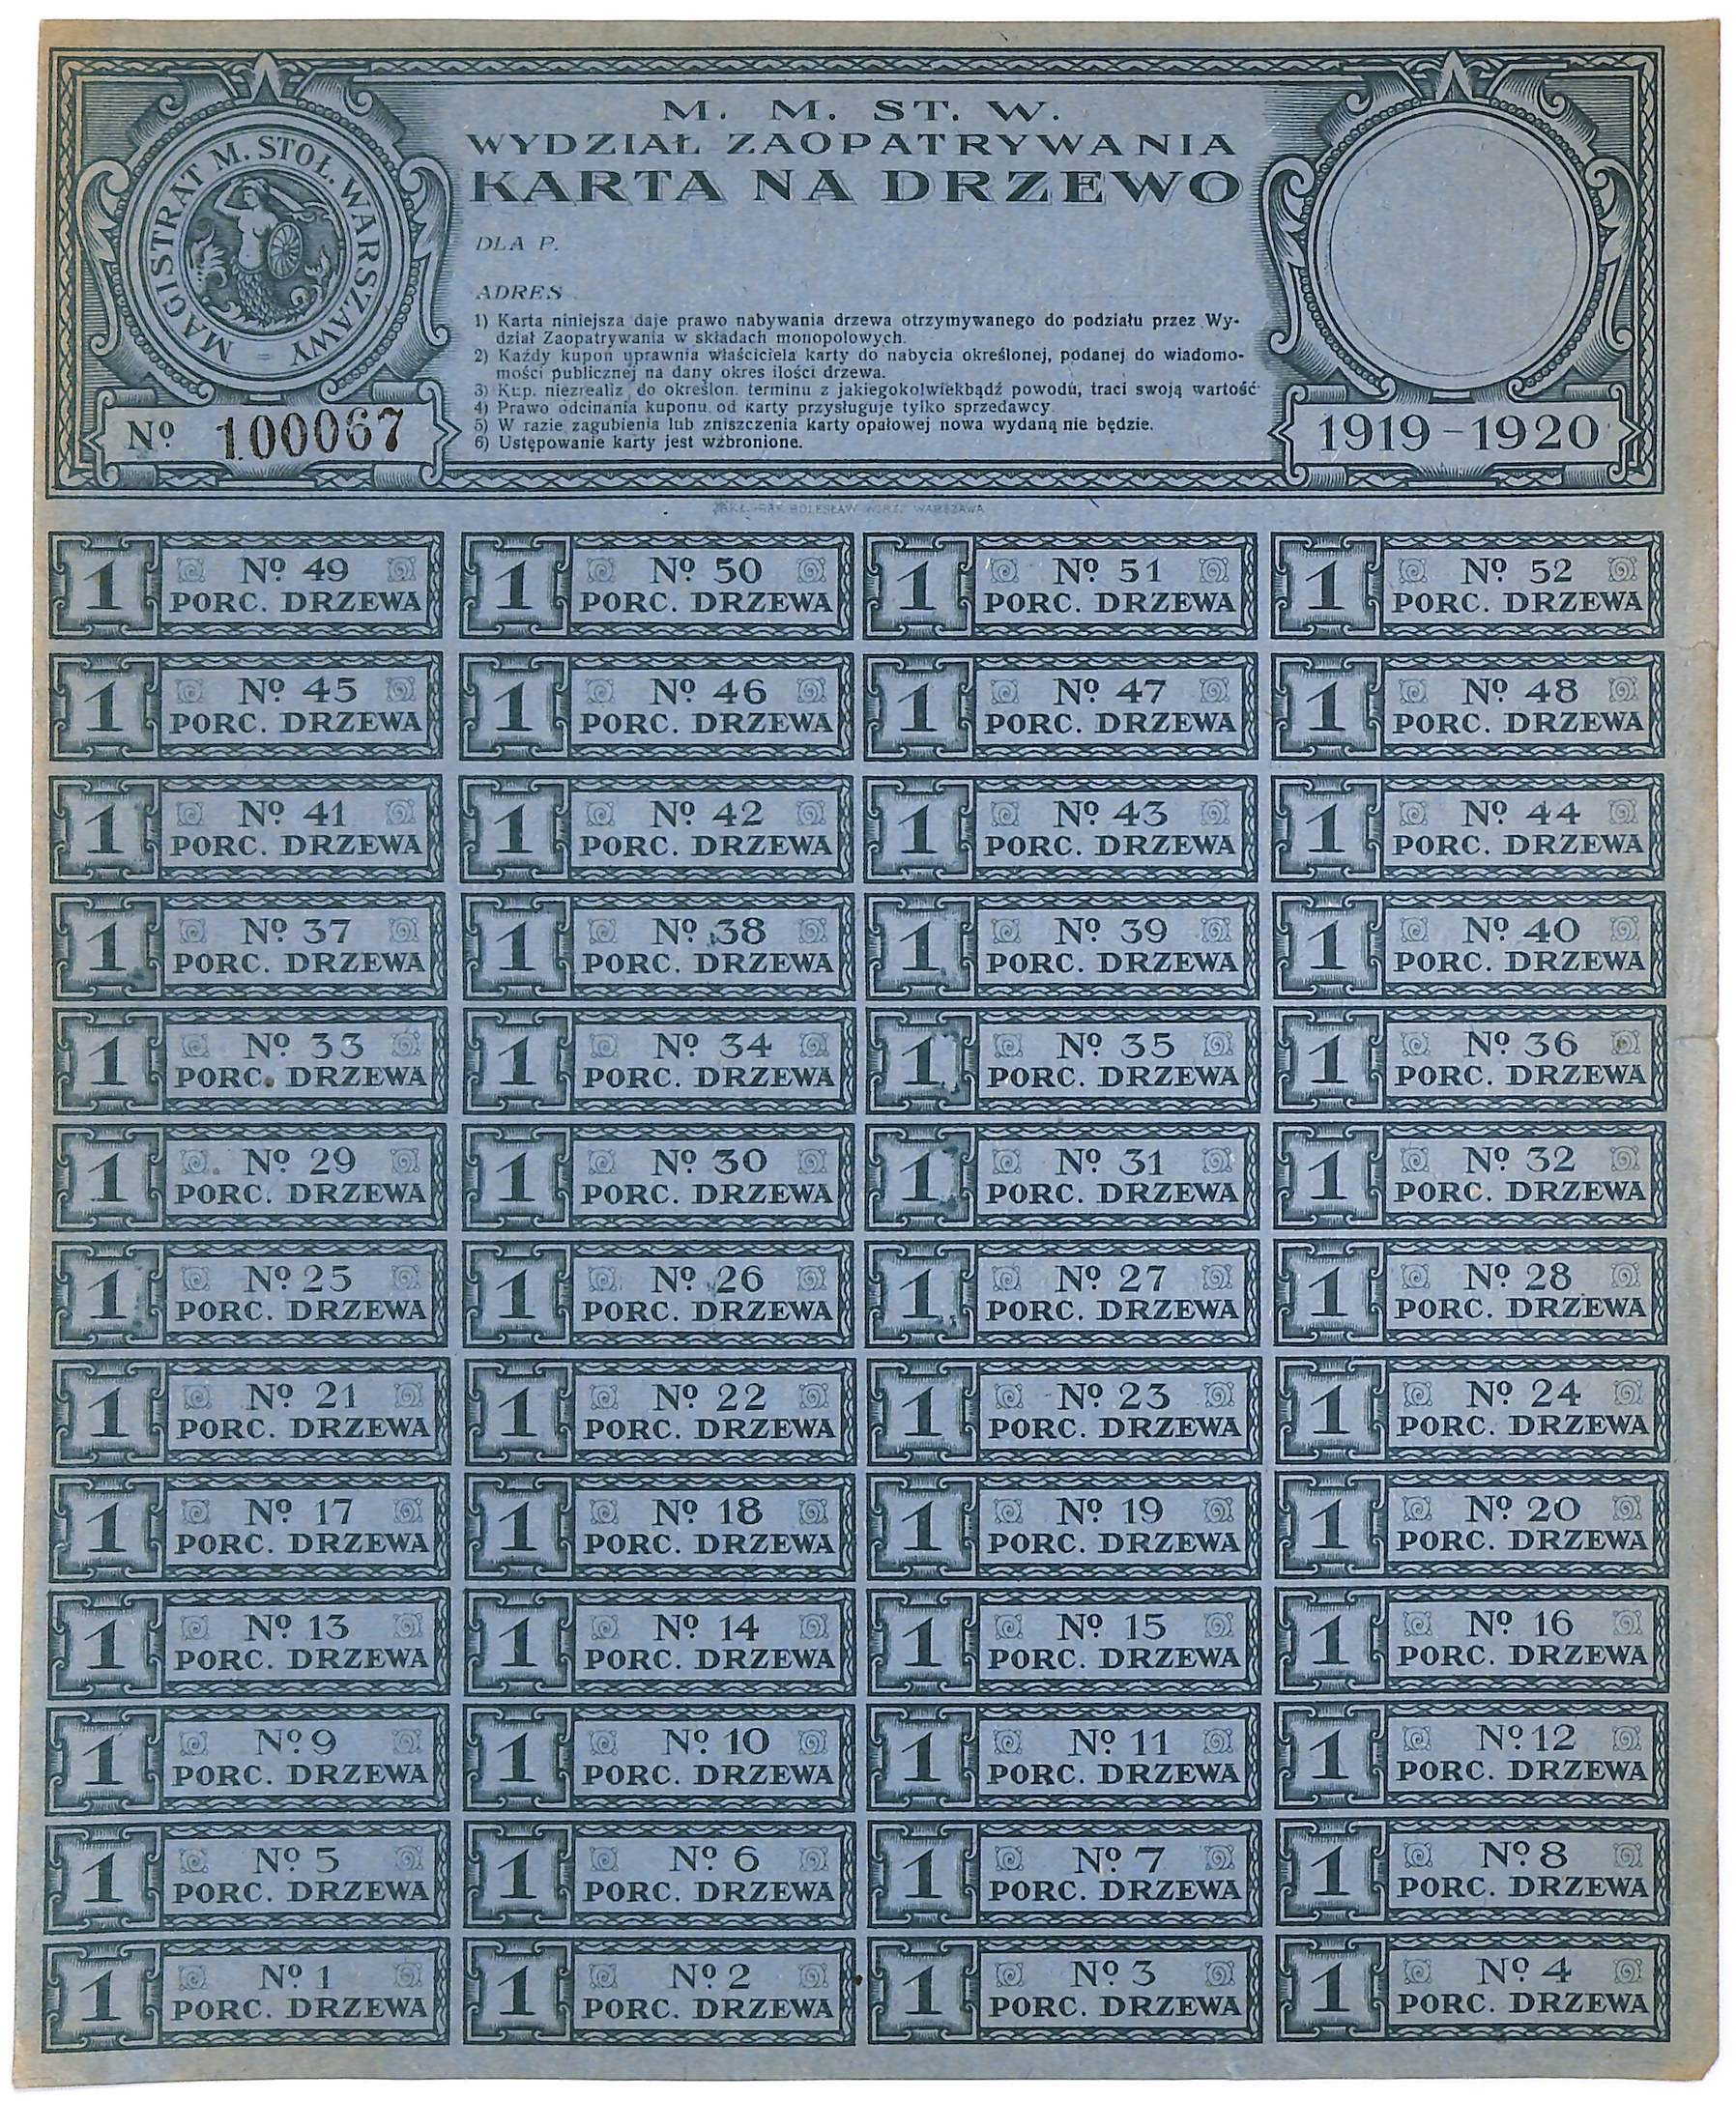 M. M. ST. W.
WYDZIAŁ ZAOPATRYWANIA
KARTA NA DRZEWO
MAGISTRAT M. STOŁ. WARSZAWY
DLA P.
ADRES
1) Karta niniejsza daje prawo nabywania drzewa otrzymywanego do podziału przez Wy-
dział Zaopatrywania w składach monopolowych.
2) Każdy kupon uprawnia właściciela karty do nabycia określonej, podanej do wiadomo-
mości publicznej na dany okres ilości drzewa.
3) Kup. niezrealiz. do określon. terminu z jakiegokolwiekbądź powodu, traci swoją wartość
4) Prawo odcinania kuponu od karty przysługuje tylko sprzedawcy.
5) W razie zagubienia lub zniszczenia karty opałowej nowa wydaną nie będzie.
6) Ustępowanie karty jest wzbronione.
Nº 100067
1919-1920
BOLESŁAW WIRTZ WARSZAWA
1 Nº 49 PORC. DRZEWA
1 Nº 50 PORC. DRZEWA
1 Nº 51 PORC. DRZEWA
1 Nº 52 PORC. DRZEWA
1 Nº 45 PORC. DRZEWA
1 Nº 46 PORC. DRZEWA
1 Nº 47 PORC. DRZEWA
1 Nº 48 PORC. DRZEWA
1 Nº 41 PORC. DRZEWA
1 Nº 42 PORC. DRZEWA
1 Nº 43 PORC. DRZEWA
1 Nº 44 PORC. DRZEWA
1 Nº 37 PORC. DRZEWA
1 Nº 38 PORC. DRZEWA
1 Nº 39 PORC. DRZEWA
1 Nº 40 PORC. DRZEWA
1 Nº 33 PORC. DRZEWA
1 Nº 34 PORC. DRZEWA
1 Nº 35 PORC. DRZEWA
1 Nº 36 PORC. DRZEWA
1 Nº 29 PORC. DRZEWA
1 Nº 30 PORC. DRZEWA
1 Nº 31 PORC. DRZEWA
1 Nº 32 PORC. DRZEWA
1 Nº 25 PORC. DRZEWA
1 Nº 26 PORC. DRZEWA
1 Nº 27 PORC. DRZEWA
1 Nº 28 PORC. DRZEWA
1 Nº 21 PORC. DRZEWA
1 Nº 22 PORC. DRZEWA
1 Nº 23 PORC. DRZEWA
1 Nº 24 PORC. DRZEWA
1 Nº 17 PORC. DRZEWA
1 Nº 18 PORC. DRZEWA
1 Nº 19 PORC. DRZEWA
1 Nº 20 PORC. DRZEWA
1 Nº 13 PORC. DRZEWA
1 Nº 14 PORC. DRZEWA
1 Nº 15 PORC. DRZEWA
1 Nº 16 PORC. DRZEWA
1 Nº 9 PORC. DRZEWA
1 Nº 10 PORC. DRZEWA
1 Nº 11 PORC. DRZEWA
1 Nº 12 PORC. DRZEWA
1 Nº 5 PORC. DRZEWA
1 Nº 6 PORC. DRZEWA
1 Nº 7 PORC. DRZEWA
1 Nº 8 PORC. DRZEWA
1 Nº 1 PORC. DRZEWA
1 Nº 2 PORC. DRZEWA
1 Nº 3 PORC. DRZEWA
1 Nº 4 PORC. DRZEWA